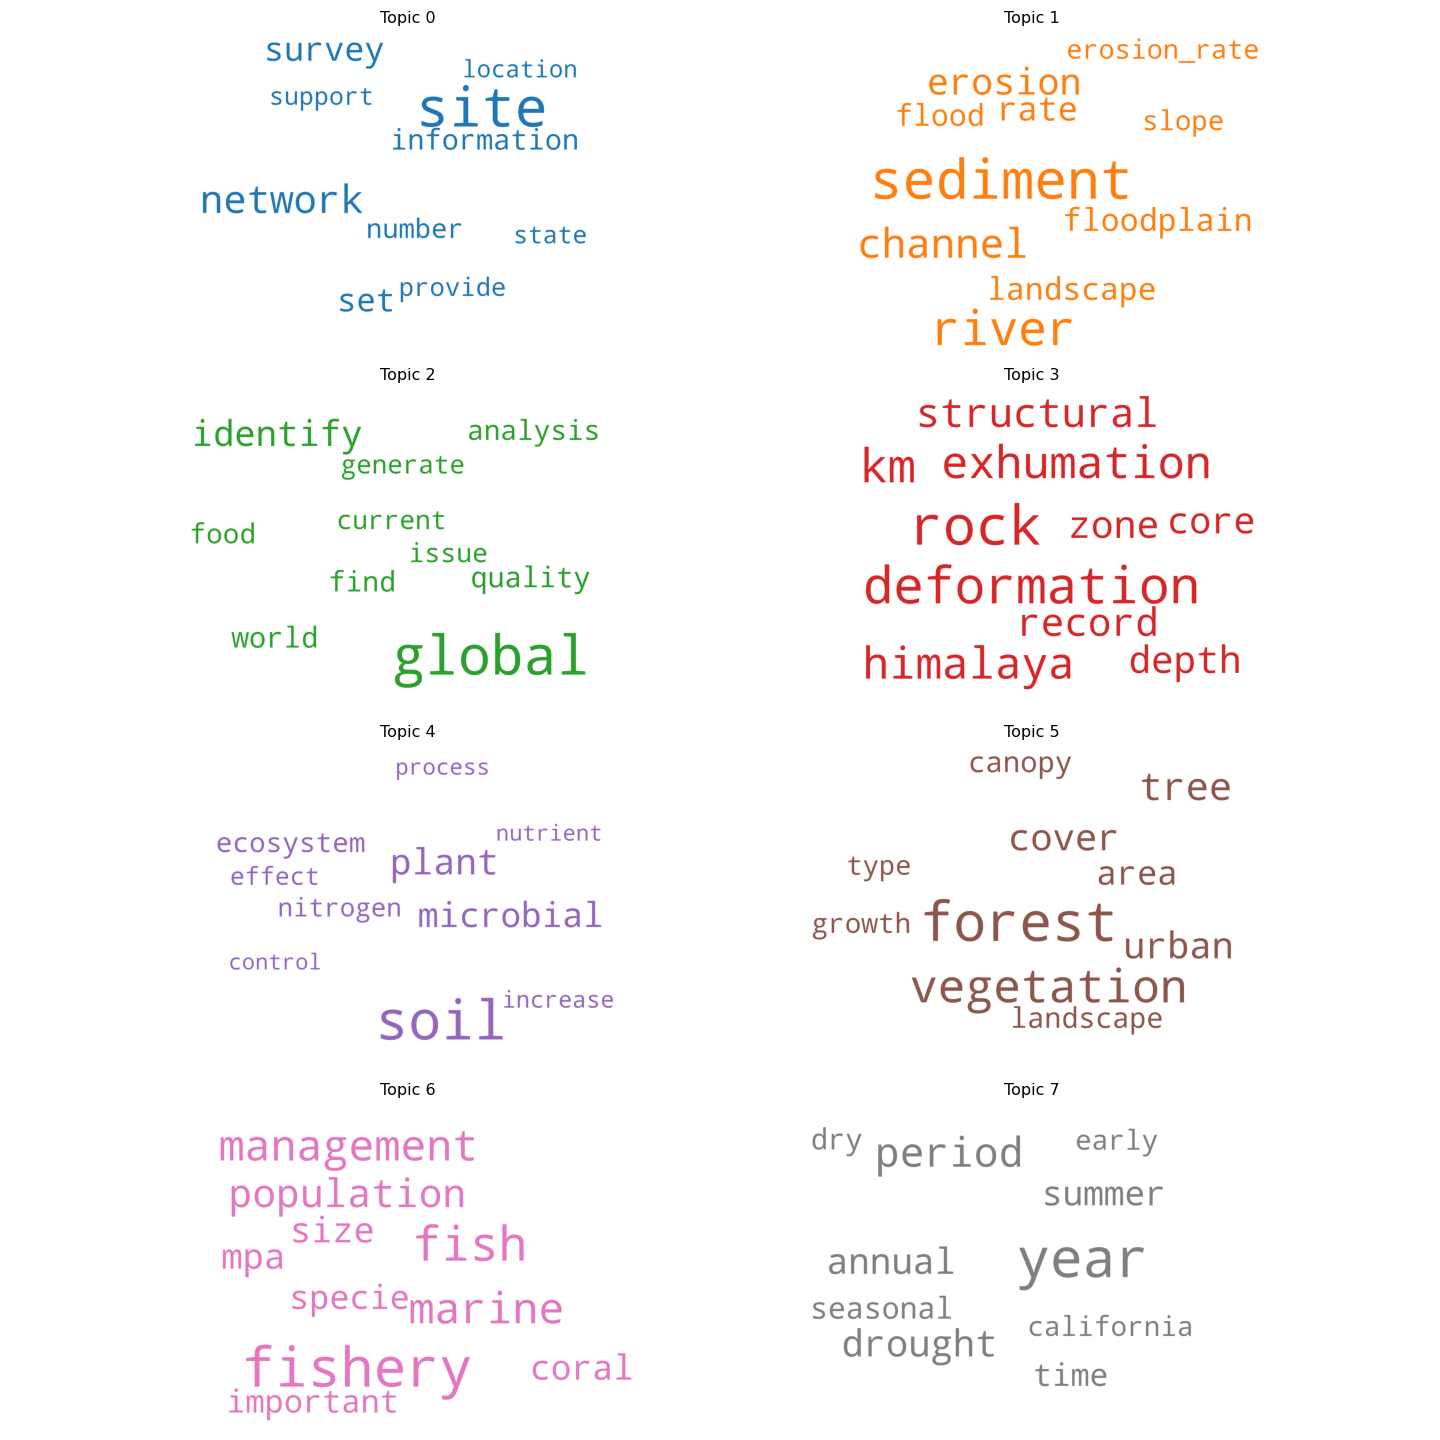 Topic 0
survey
location
support
site
information
network
number
state
set
provide
Topic 1
erosion_rate
erosion
flood
rate
slope
sediment
floodplain
channel
landscape
river
Topic 2
identify
analysis
generate
current
food
issue
find
quality
world
global
Topic 3
structural
km
exhumation
rock
zone
core
deformation
record
himalaya
depth
Topic 4
process
ecosystem
nutrient
plant
effect
nitrogen
microbial
control
increase
soil
Topic 5
canopy
tree
cover
type
area
growth
forest
urban
vegetation
landscape
Topic 6
management
population
size
fish
mpa
specie
marine
fishery
coral
important
Topic 7
dry
period
early
summer
annual
year
seasonal
california
drought
time